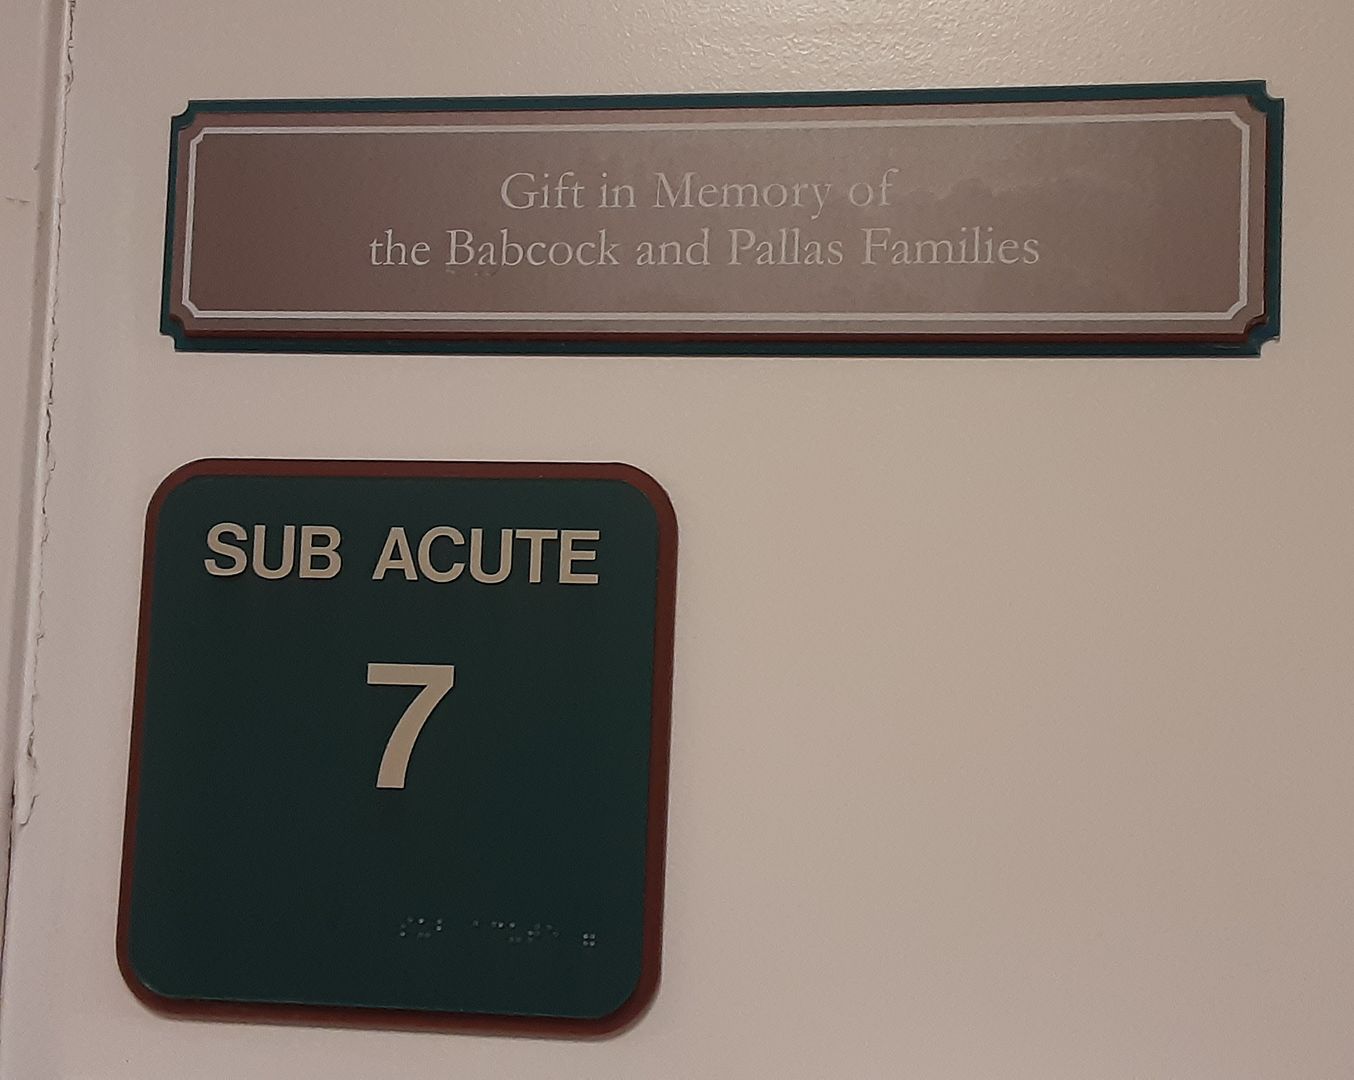 Gift in Memory of
the Babcock and Pallas Families
SUB ACUTE
7